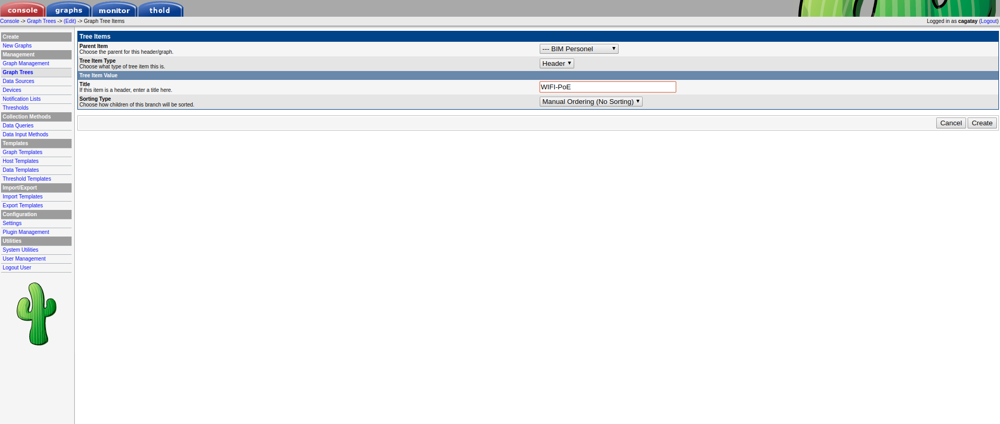 console graphs monitor thold
Console -> Graph Trees -> (Edit) -> Graph Tree Items
Logged in as cagatay (Logout)
Create
New Graphs
Management
Graph Management
Graph Trees
Data Sources
Devices
Notification Lists
Thresholds
Collection Methods
Data Queries
Data Input Methods
Templates
Graph Templates
Host Templates
Data Templates
Threshold Templates
Import/Export
Import Templates
Export Templates
Configuration
Settings
Plugin Management
Utilities
System Utilities
User Management
Logout User
Tree Items
Parent Item
Choose the parent for this header/graph.
--- BIM Personel
Tree Item Type
Choose what type of tree item this is.
Header
Tree Item Value
Title
If this item is a header, enter a title here.
WIFI-PoE
Sorting Type
Choose how children of this branch will be sorted.
Manual Ordering (No Sorting)
Cancel Create